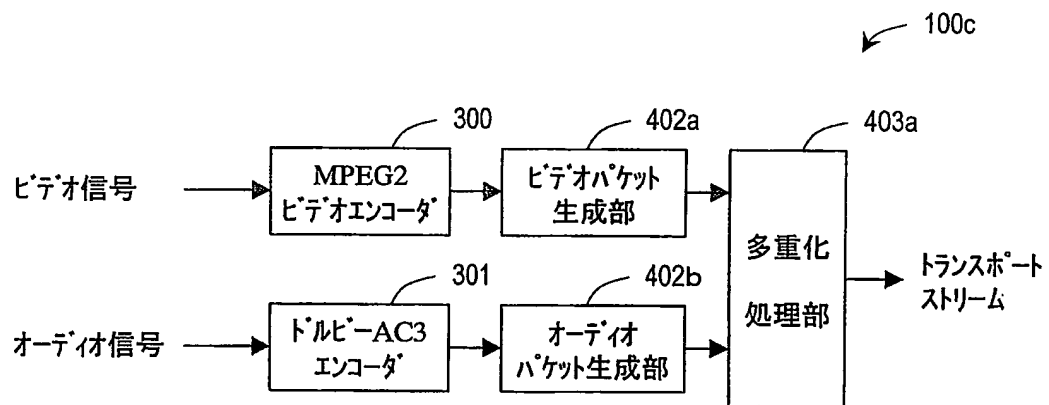 100c
300
402a
403a
ビデオ信号
MPEG2
ビデオエンコーダ
ビデオパケット
生成部
多重化
処理部
トランスポート
ストリーム
301
402b
オーディオ信号
ドルビーAC3
エンコーダ
オーディオ
パケット生成部